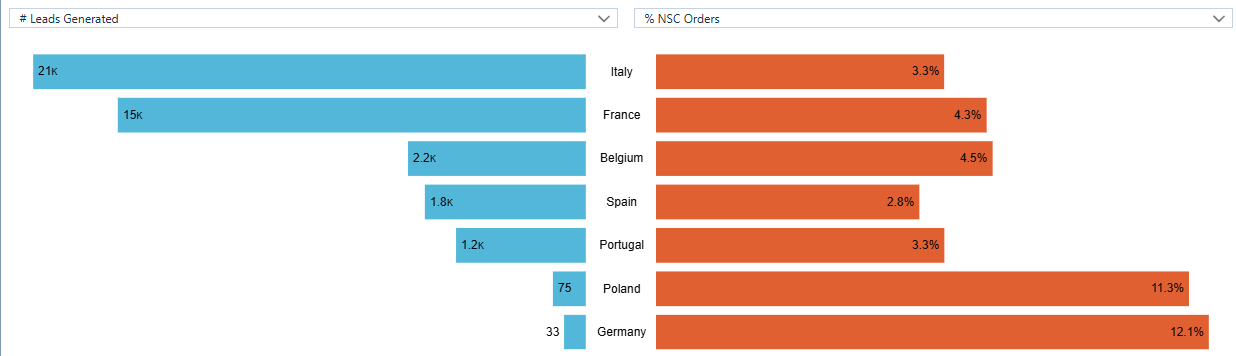 # Leads Generated % NSC Orders
21K Italy 3.3%
15K France 4.3%
2.2K Belgium 4.5%
1.8K Spain 2.8%
1.2K Portugal 3.3%
75 Poland 11.3%
33 Germany 12.1%